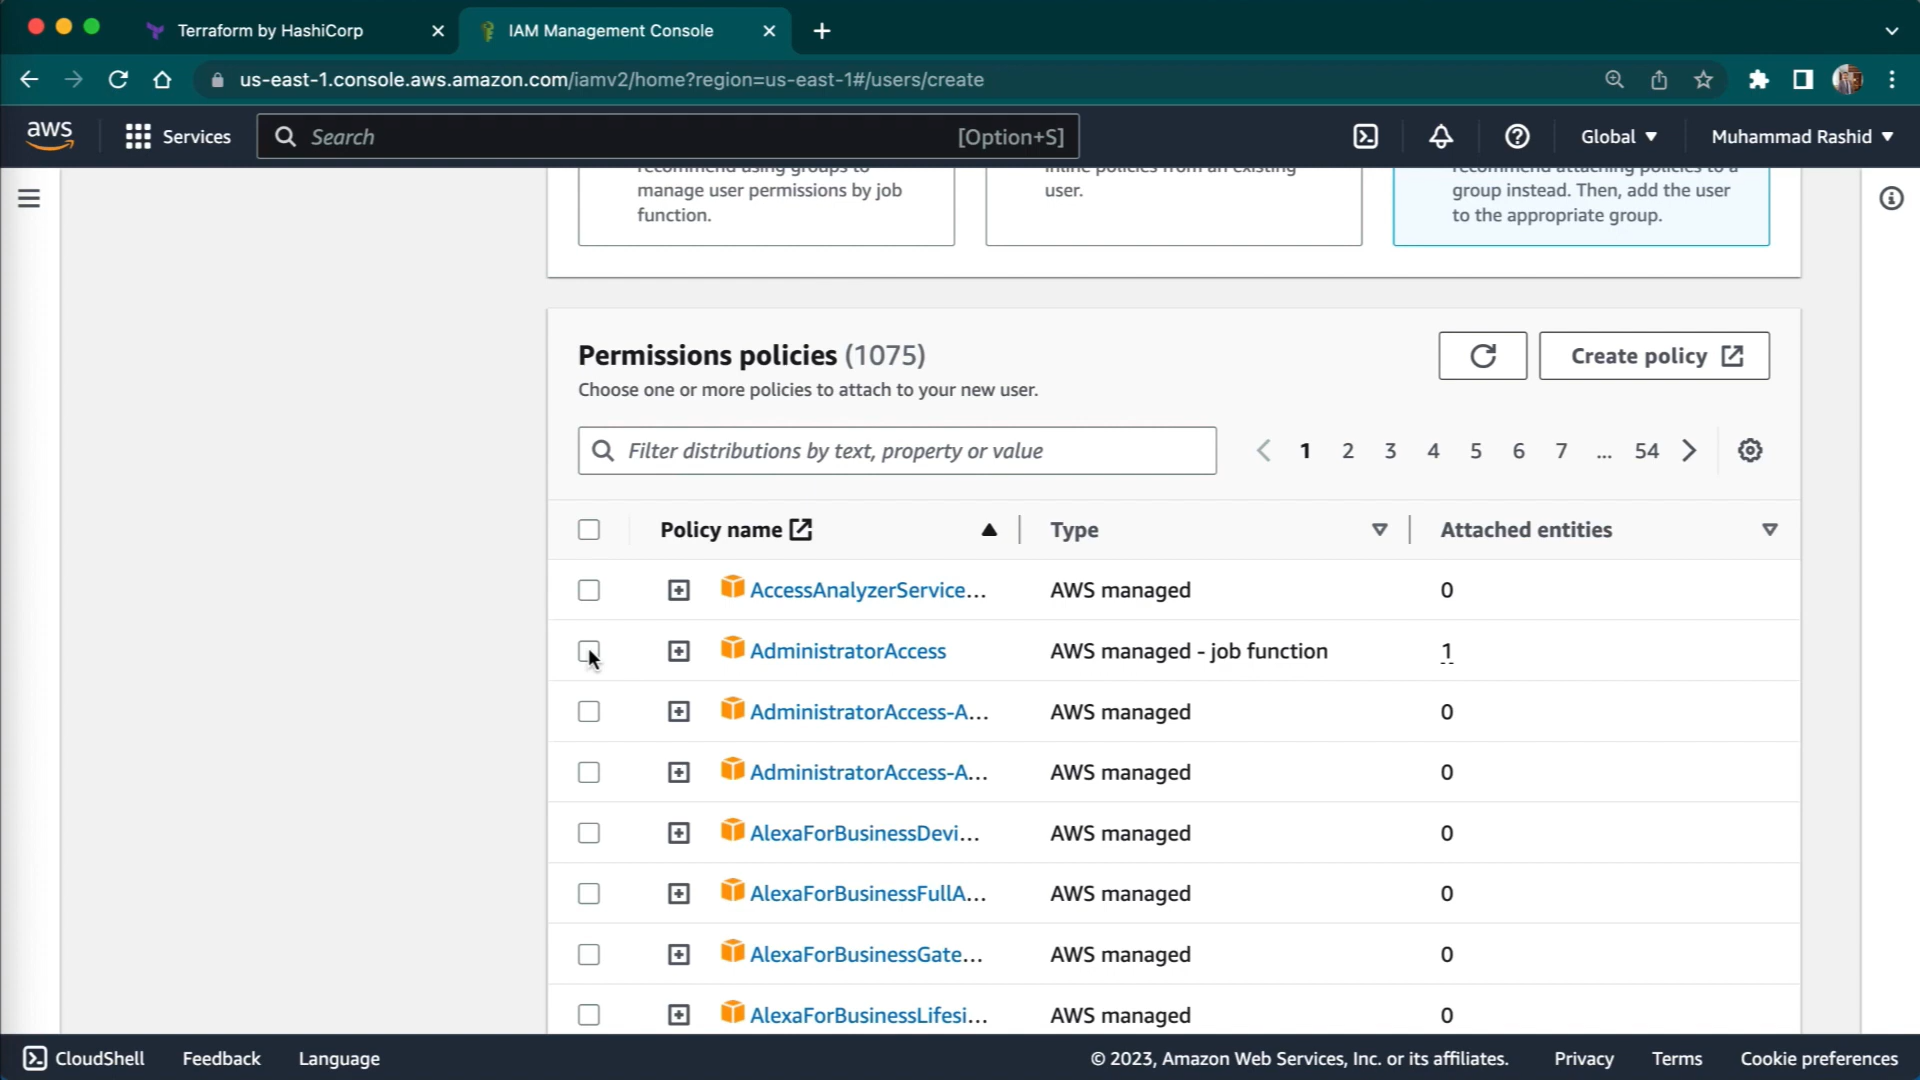 Terraform by HashiCorp
IAM Management Console
us-east-1.console.aws.amazon.com/iamv2/home?region=us-east-1#/users/create
aws
Services
Search
[Option+S]
Global
Muhammad Rashid
recommend using groups to
manage user permissions by job
function.
inline policies from an existing
user.
recommend attaching policies to a
group instead. Then, add the user
to the appropriate group.
Permissions policies (1075)
Choose one or more policies to attach to your new user.
Create policy
Filter distributions by text, property or value
1 2 3 4 5 6 7 ... 54
Policy name Type Attached entities
AccessAnalyzerService... AWS managed 0
AdministratorAccess AWS managed - job function 1
AdministratorAccess-A... AWS managed 0
AdministratorAccess-A... AWS managed 0
AlexaForBusinessDevi... AWS managed 0
AlexaForBusinessFullA... AWS managed 0
AlexaForBusinessGate... AWS managed 0
AlexaForBusinessLifesi... AWS managed 0
CloudShell Feedback Language © 2023, Amazon Web Services, Inc. or its affiliates. Privacy Terms Cookie preferences